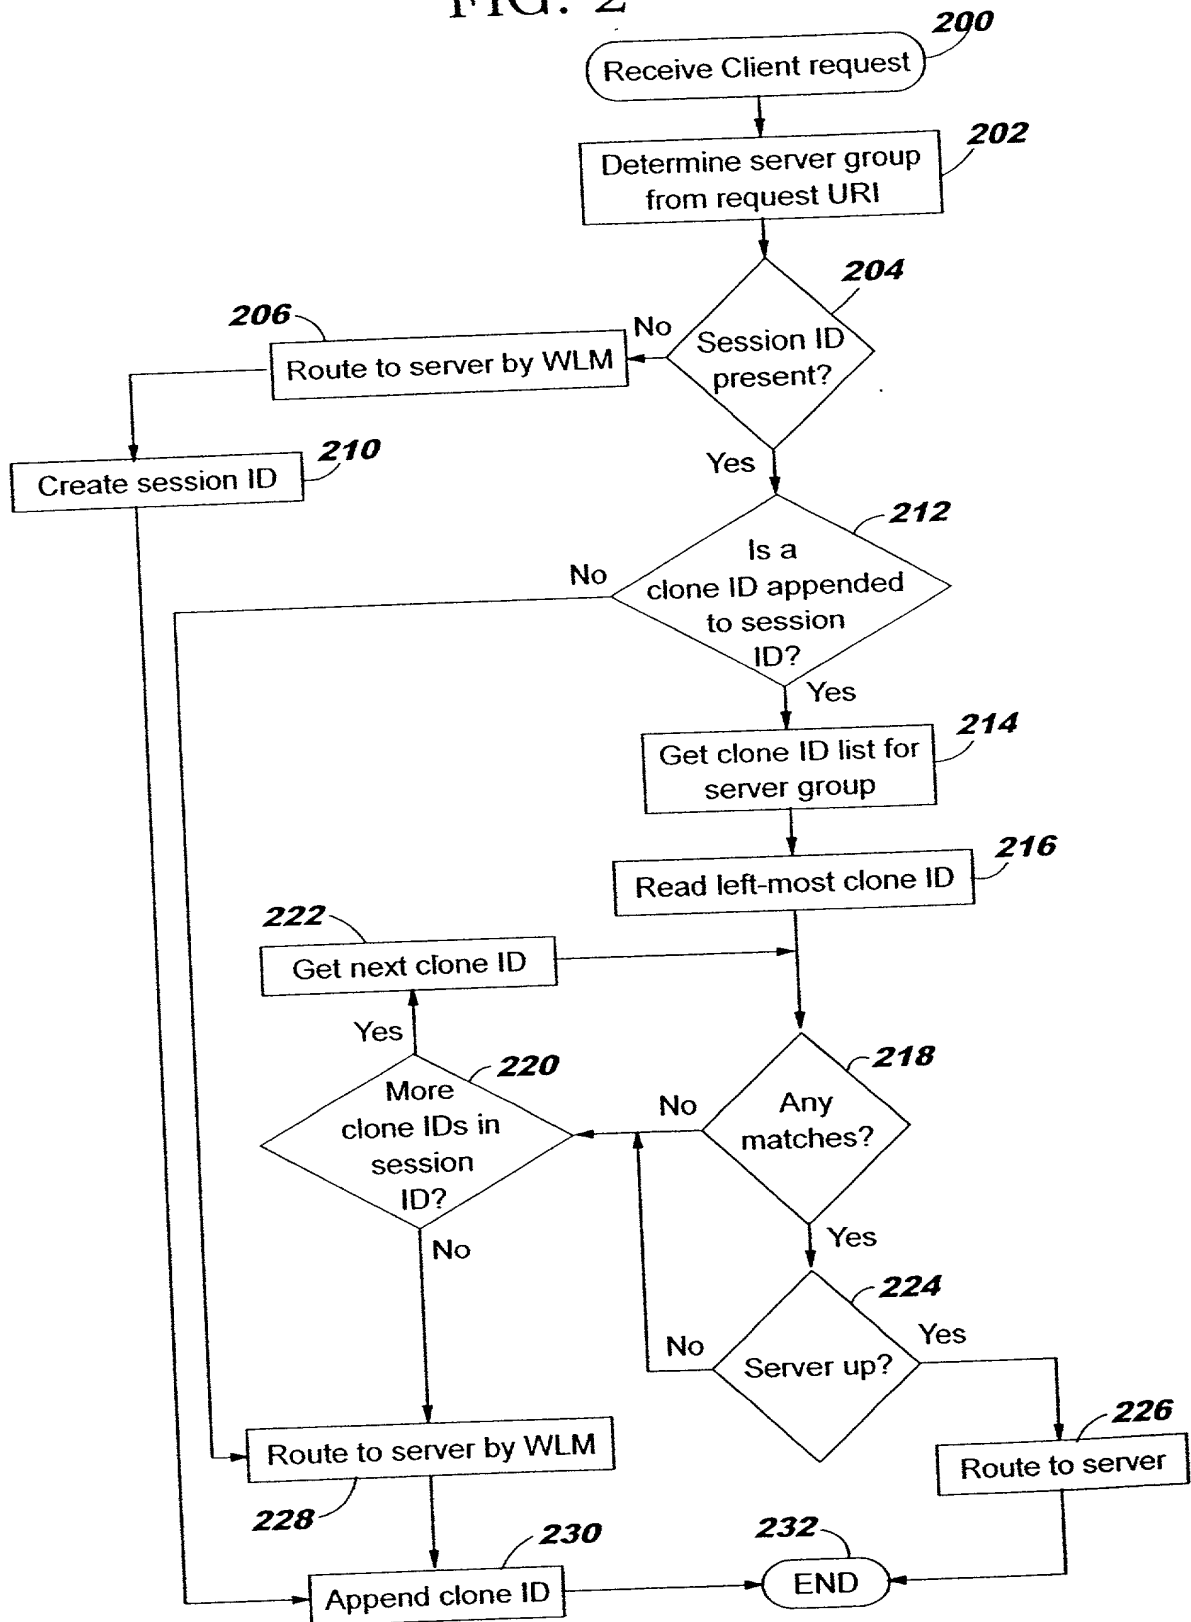 FIG. 2
200
Receive Client request
202
Determine server group
from request URI
204
Session ID
present?
No
206
Route to server by WLM
210
Create session ID
Yes
212
Is a
clone ID appended
to session
ID?
No
Yes
214
Get clone ID list for
server group
216
Read left-most clone ID
222
Get next clone ID
Yes
220
More
clone IDs in
session
ID?
No
218
Any
matches?
No
Yes
224
Server up?
No
Yes
226
Route to server
Route to server by WLM
228
230
Append clone ID
232
END